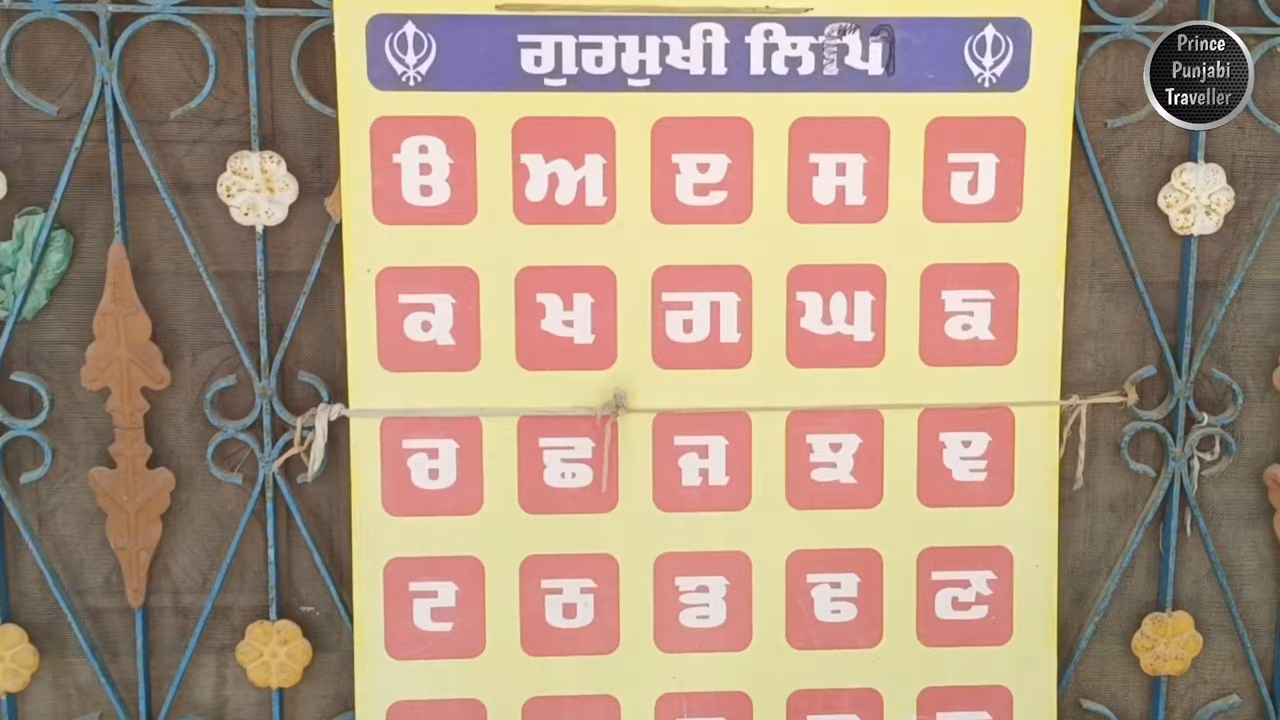 ਗੁਰਮੁਖੀ ਲਿਪਿ
ੳ ਅ ੲ ਸ ਹ
ਕ ਖ ਗ ਘ ਙ
ਚ ਛ ਜ ਝ ਞ
ਟ ਠ ਡ ਢ ਣ
Prince
Punjabi
Traveller